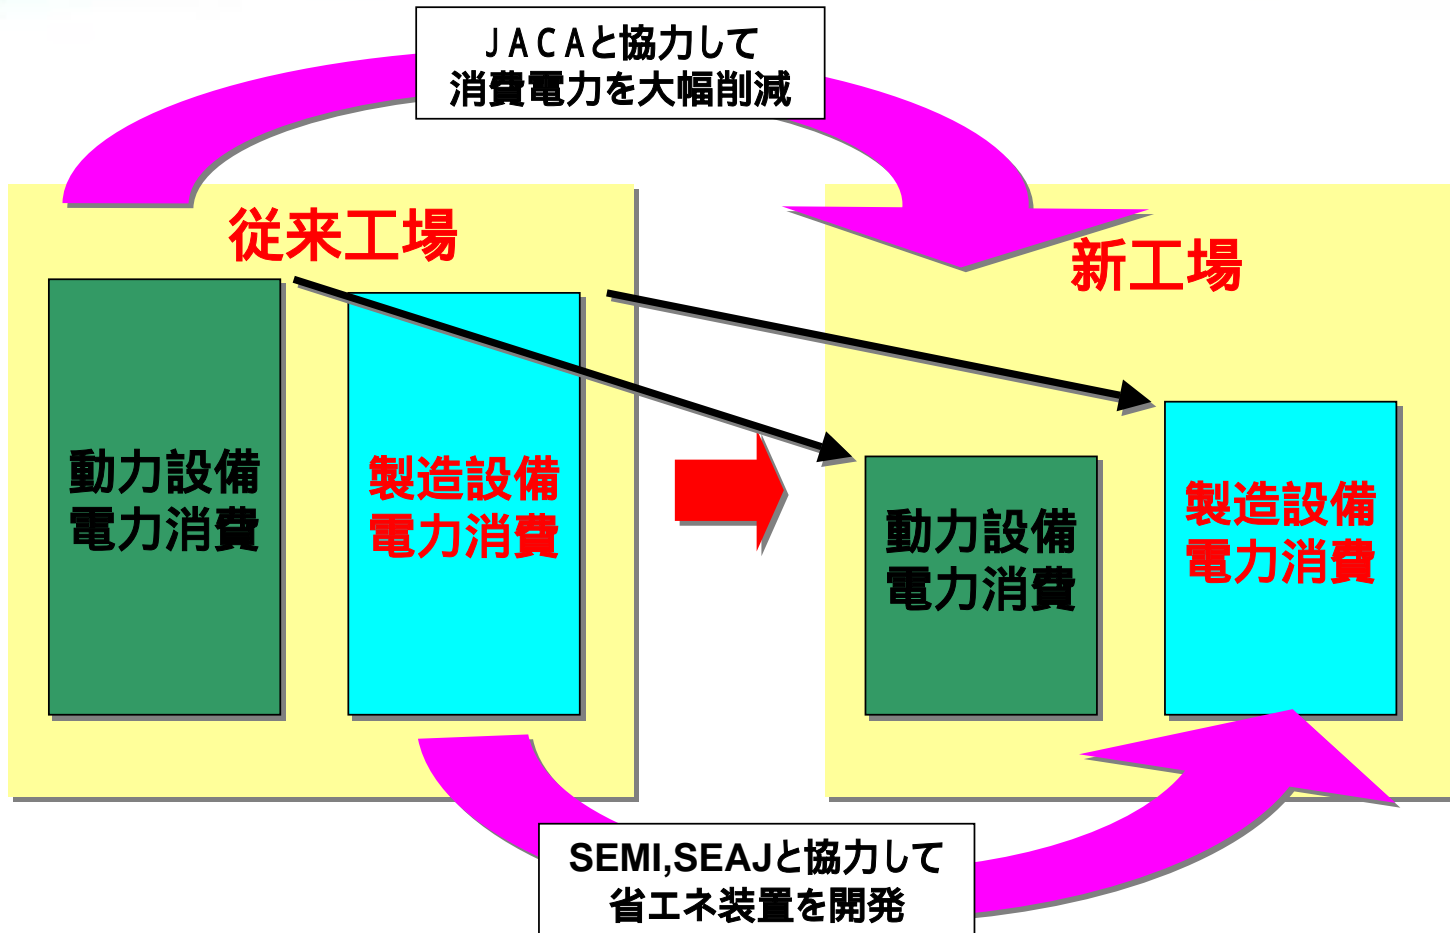 ＪＡＣＡと協力して
消費電力を大幅削減
従来工場
新工場
動力設備
電力消費
製造設備
電力消費
動力設備
電力消費
製造設備
電力消費
SEMI,SEAJと協力して
省エネ装置を開発